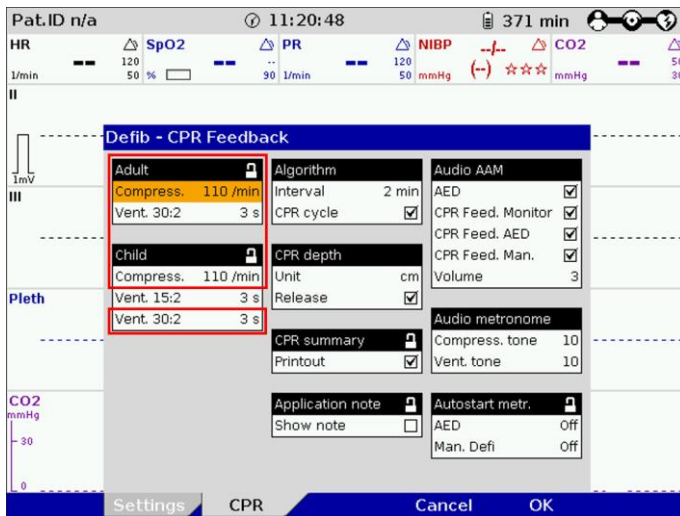 Pat.ID n/a 11:20:48 371 min
HR SpO2 PR NIBP --/-- CO2
-- 120 -- -- -- 120 (--) ☆☆☆ --
1/min 50 % 90 1/min 50 mmHg mmHg
II
1mV
III
Pleth
CO2
mmHg
30
0
Defib - CPR Feedback
Adult
Compress. 110 /min
Vent. 30:2 3 s
Child
Compress. 110 /min
Vent. 15:2 3 s
Vent. 30:2 3 s
Algorithm
Interval 2 min
CPR cycle
CPR depth
Unit cm
Release
CPR summary
Printout
Application note
Show note
Audio AAM
AED
CPR Feed. Monitor
CPR Feed. AED
CPR Feed. Man.
Volume 3
Audio metronome
Compress. tone 10
Vent. tone 10
Autostart metr.
AED Off
Man. Defi Off
Settings CPR Cancel OK